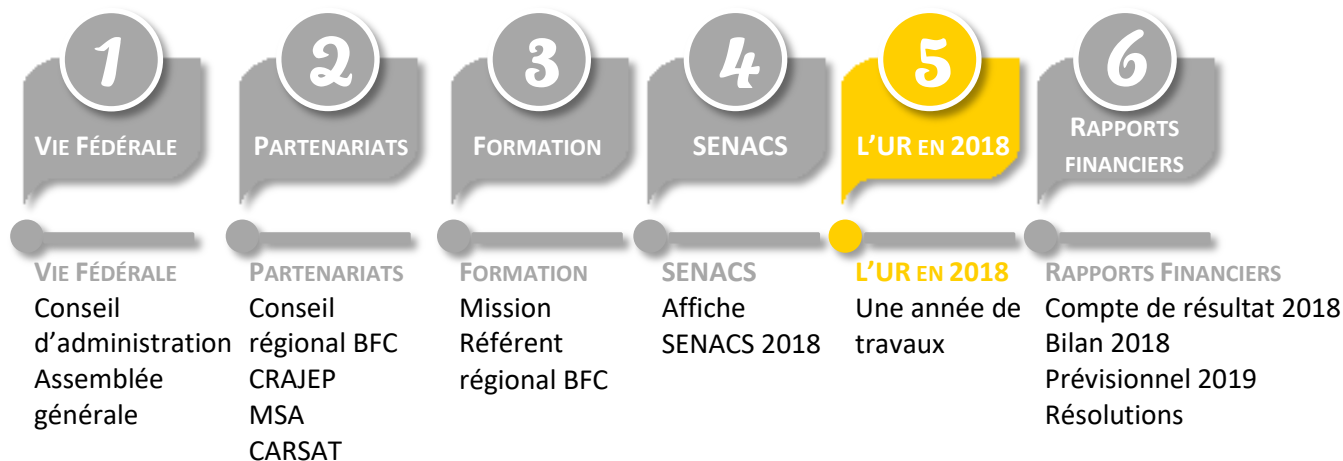 1
VIE FÉDÉRALE
2
PARTENARIATS
3
FORMATION
4
SENACS
5
L'UR EN 2018
6
RAPPORTS
FINANCIERS
VIE FÉDÉRALE
Conseil
d'administration
Assemblée
générale
PARTENARIATS
Conseil
régional BFC
CRAJEP
MSA
CARSAT
FORMATION
Mission
Référent
régional BFC
SENACS
Affiche
SENACS 2018
L'UR EN 2018
Une année de
travaux
RAPPORTS FINANCIERS
Compte de résultat 2018
Bilan 2018
Prévisionnel 2019
Résolutions